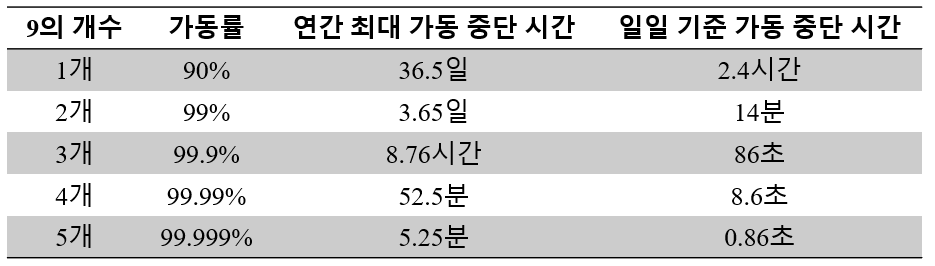 9의 개수 가동률 연간 최대 가동 중단 시간 일일 기준 가동 중단 시간
1개 90% 36.5일 2.4시간
2개 99% 3.65일 14분
3개 99.9% 8.76시간 86초
4개 99.99% 52.5분 8.6초
5개 99.999% 5.25분 0.86초